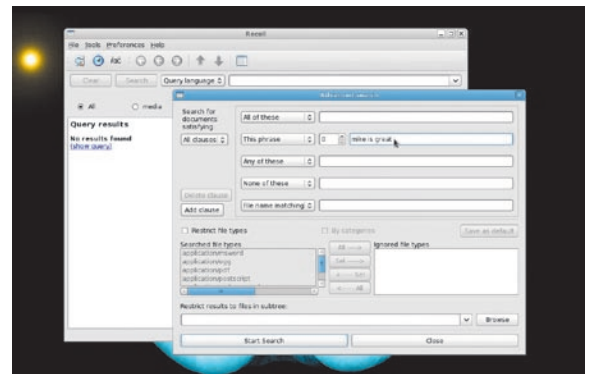 Recoll
File Tools Preferences Help
Clear Search Query language
All media
Query results
No results found
(show query)
Advanced search
Search for documents satisfying
All clauses
All of these
This phrase 0 mike is great
Any of these
None of these
File name matching
Delete clause
Add clause
Restrict file types By categories Save as default
Searched file types
All ---->
Ignored file types
application/msword
application/ogg
application/pdf
application/postscript
Sel ---->
<---- Sel
<---- All
Restrict results to files in subtree:
Browse
Start Search Close